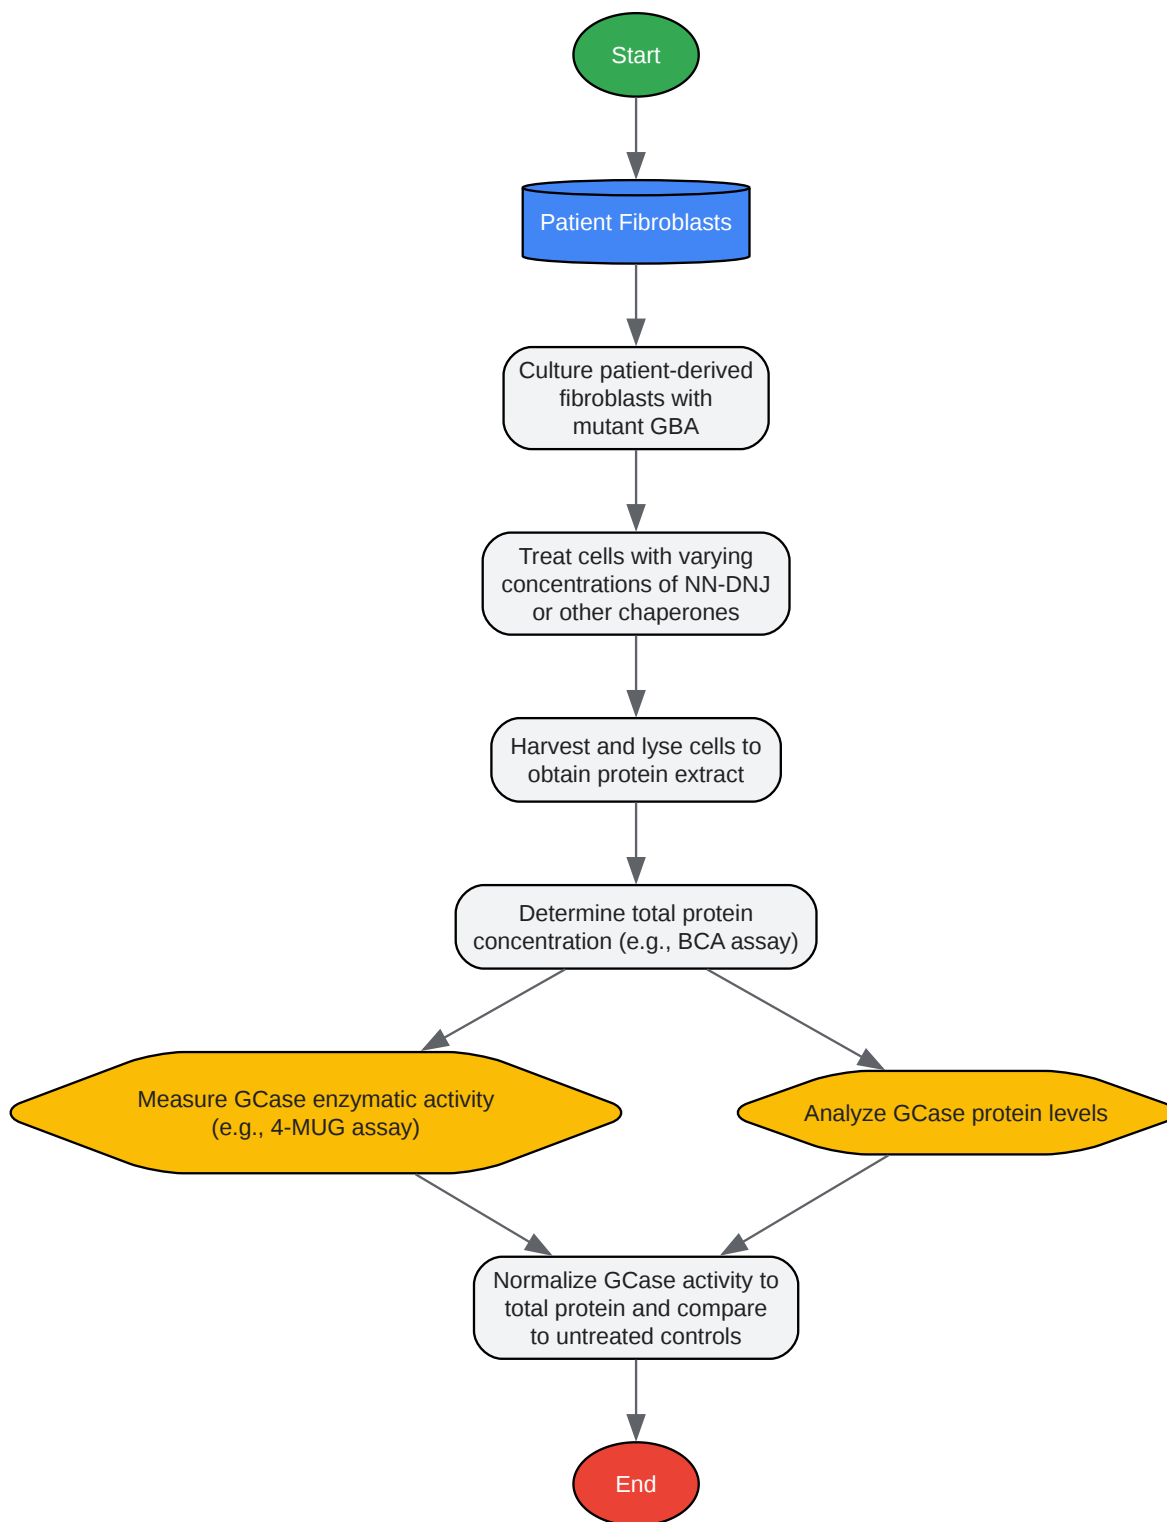 Start
Patient Fibroblasts
Culture patient-derived
fibroblasts with
mutant GBA
Treat cells with varying
concentrations of NN-DNJ
or other chaperones
Harvest and lyse cells to
obtain protein extract
Determine total protein
concentration (e.g., BCA assay)
Measure GCase enzymatic activity
(e.g., 4-MUG assay)
Analyze GCase protein levels
Normalize GCase activity to
total protein and compare
to untreated controls
End